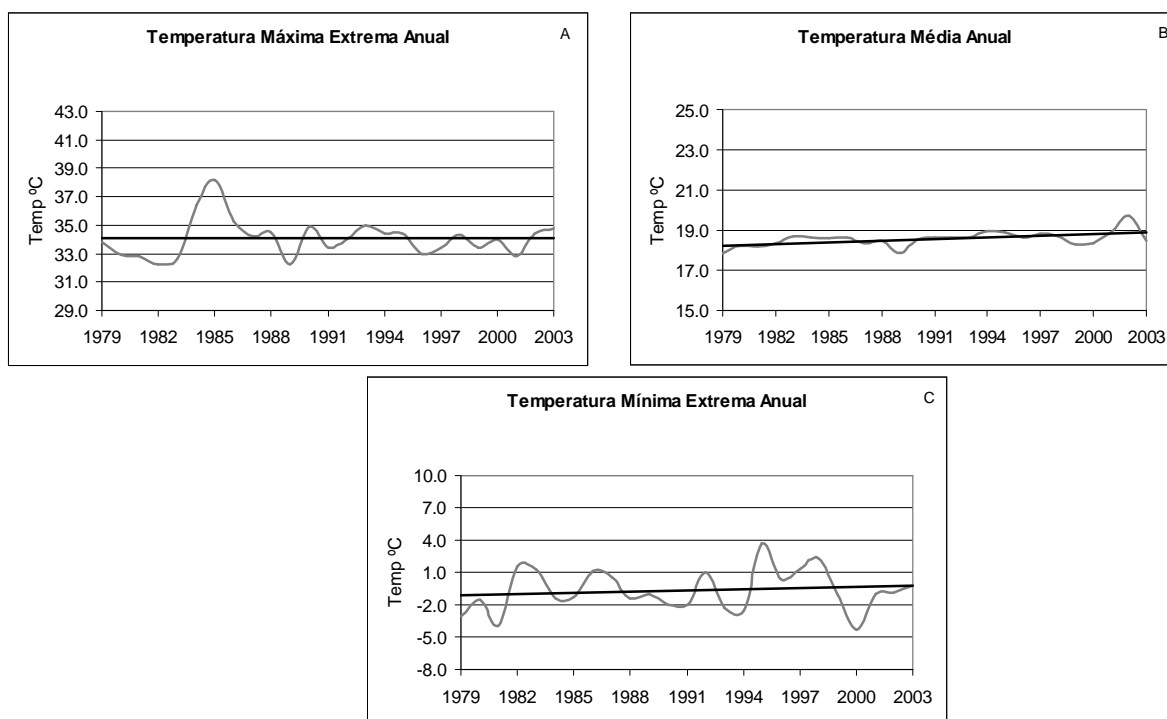 Temperatura Máxima Extrema Anual
A
Temp ºC
43.0
41.0
39.0
37.0
35.0
33.0
31.0
29.0
1979 1982 1985 1988 1991 1994 1997 2000 2003
Temperatura Média Anual
B
Temp ºC
25.0
23.0
21.0
19.0
17.0
15.0
1979 1982 1985 1988 1991 1994 1997 2000 2003
Temperatura Mínima Extrema Anual
C
Temp ºC
10.0
7.0
4.0
1.0
-2.0
-5.0
-8.0
1979 1982 1985 1988 1991 1994 1997 2000 2003